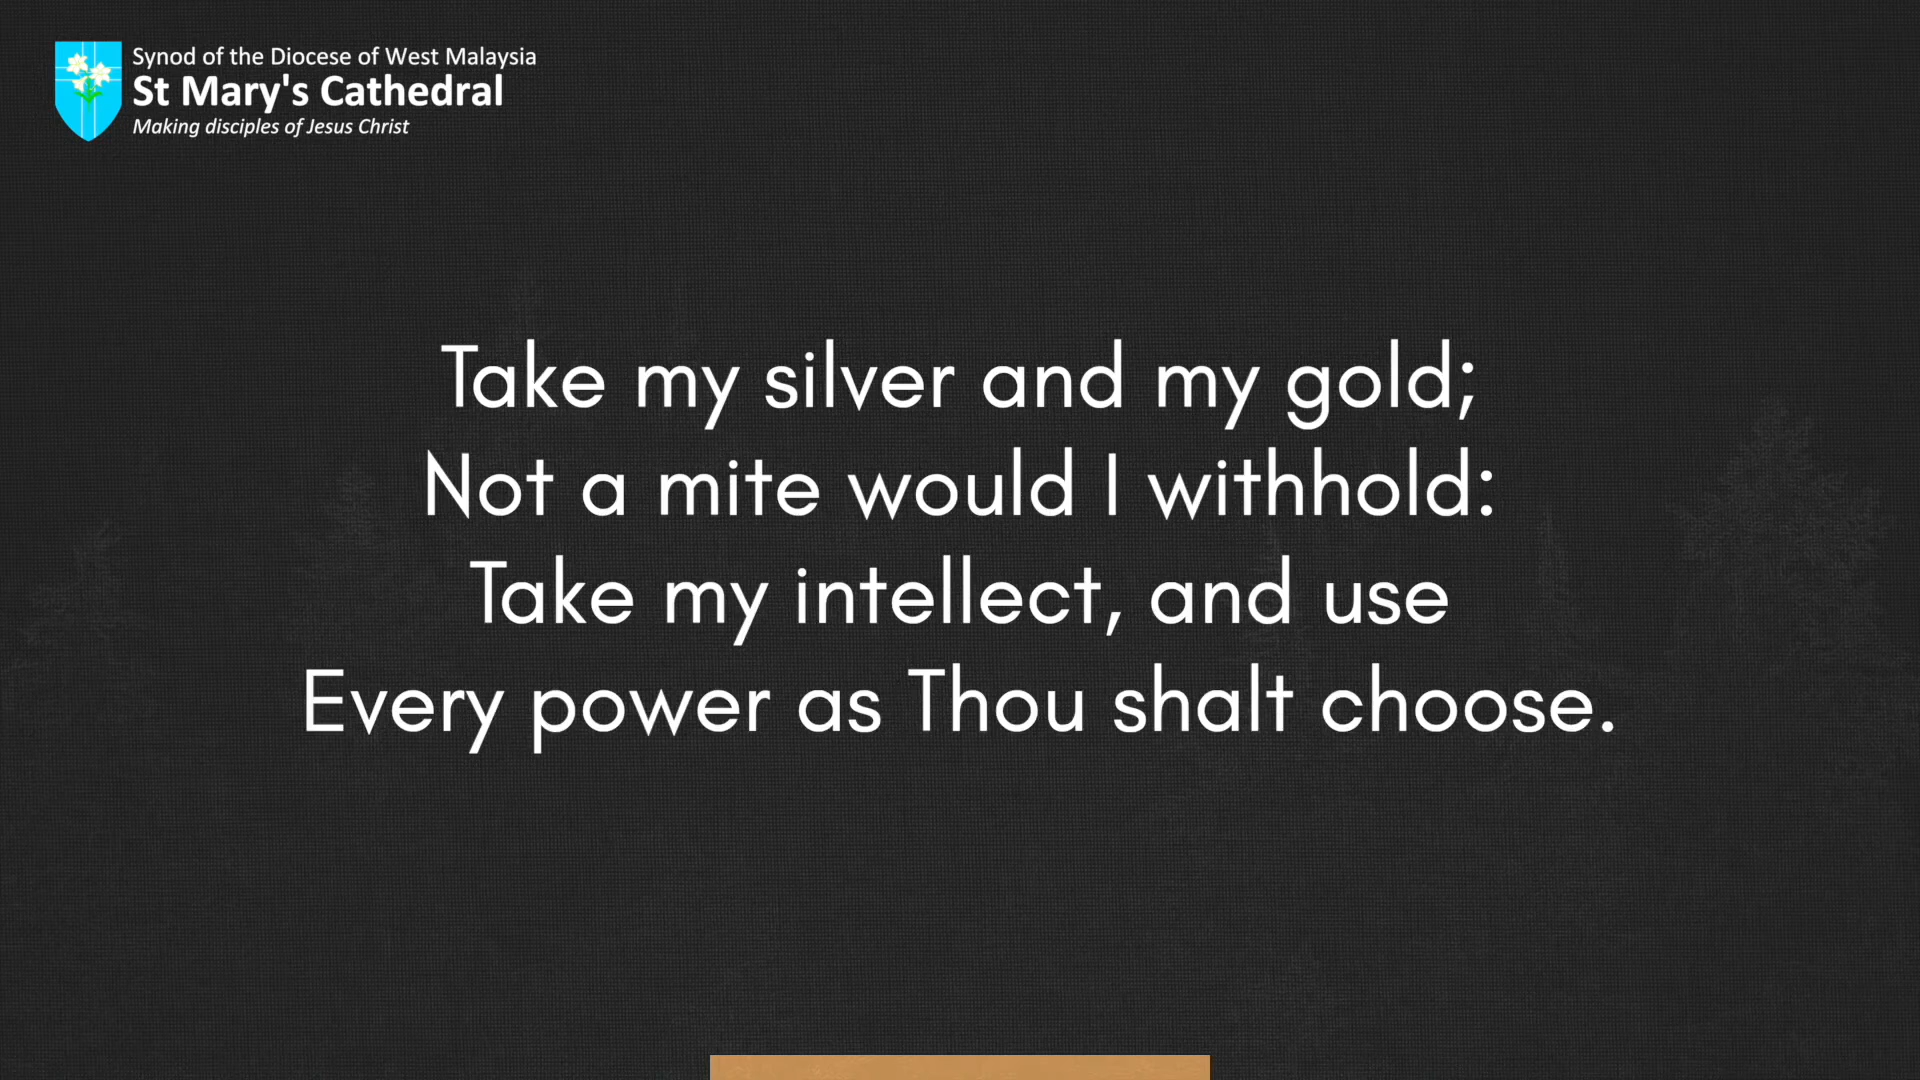 Synod of the Diocese of West Malaysia
St Mary's Cathedral
Making disciples of Jesus Christ
Take my silver and my gold;
Not a mite would I withhold:
Take my intellect, and use
Every power as Thou shalt choose.